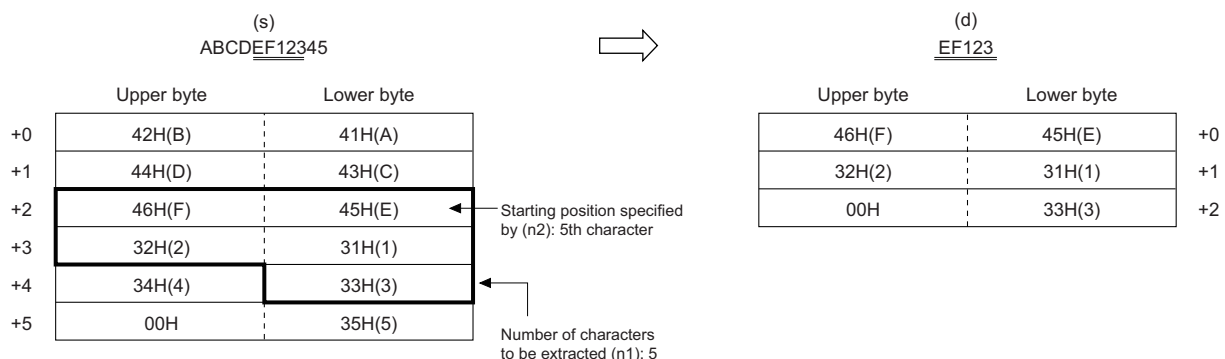 (s)
ABCDEF12345
(d)
EF123
Upper byte Lower byte
Upper byte Lower byte
+0 42H(B) 41H(A)
46H(F) 45H(E) +0
+1 44H(D) 43H(C)
32H(2) 31H(1) +1
+2 46H(F) 45H(E)
00H 33H(3) +2
Starting position specified
by (n2): 5th character
+3 32H(2) 31H(1)
+4 34H(4) 33H(3)
+5 00H 35H(5)
Number of characters
to be extracted (n1): 5